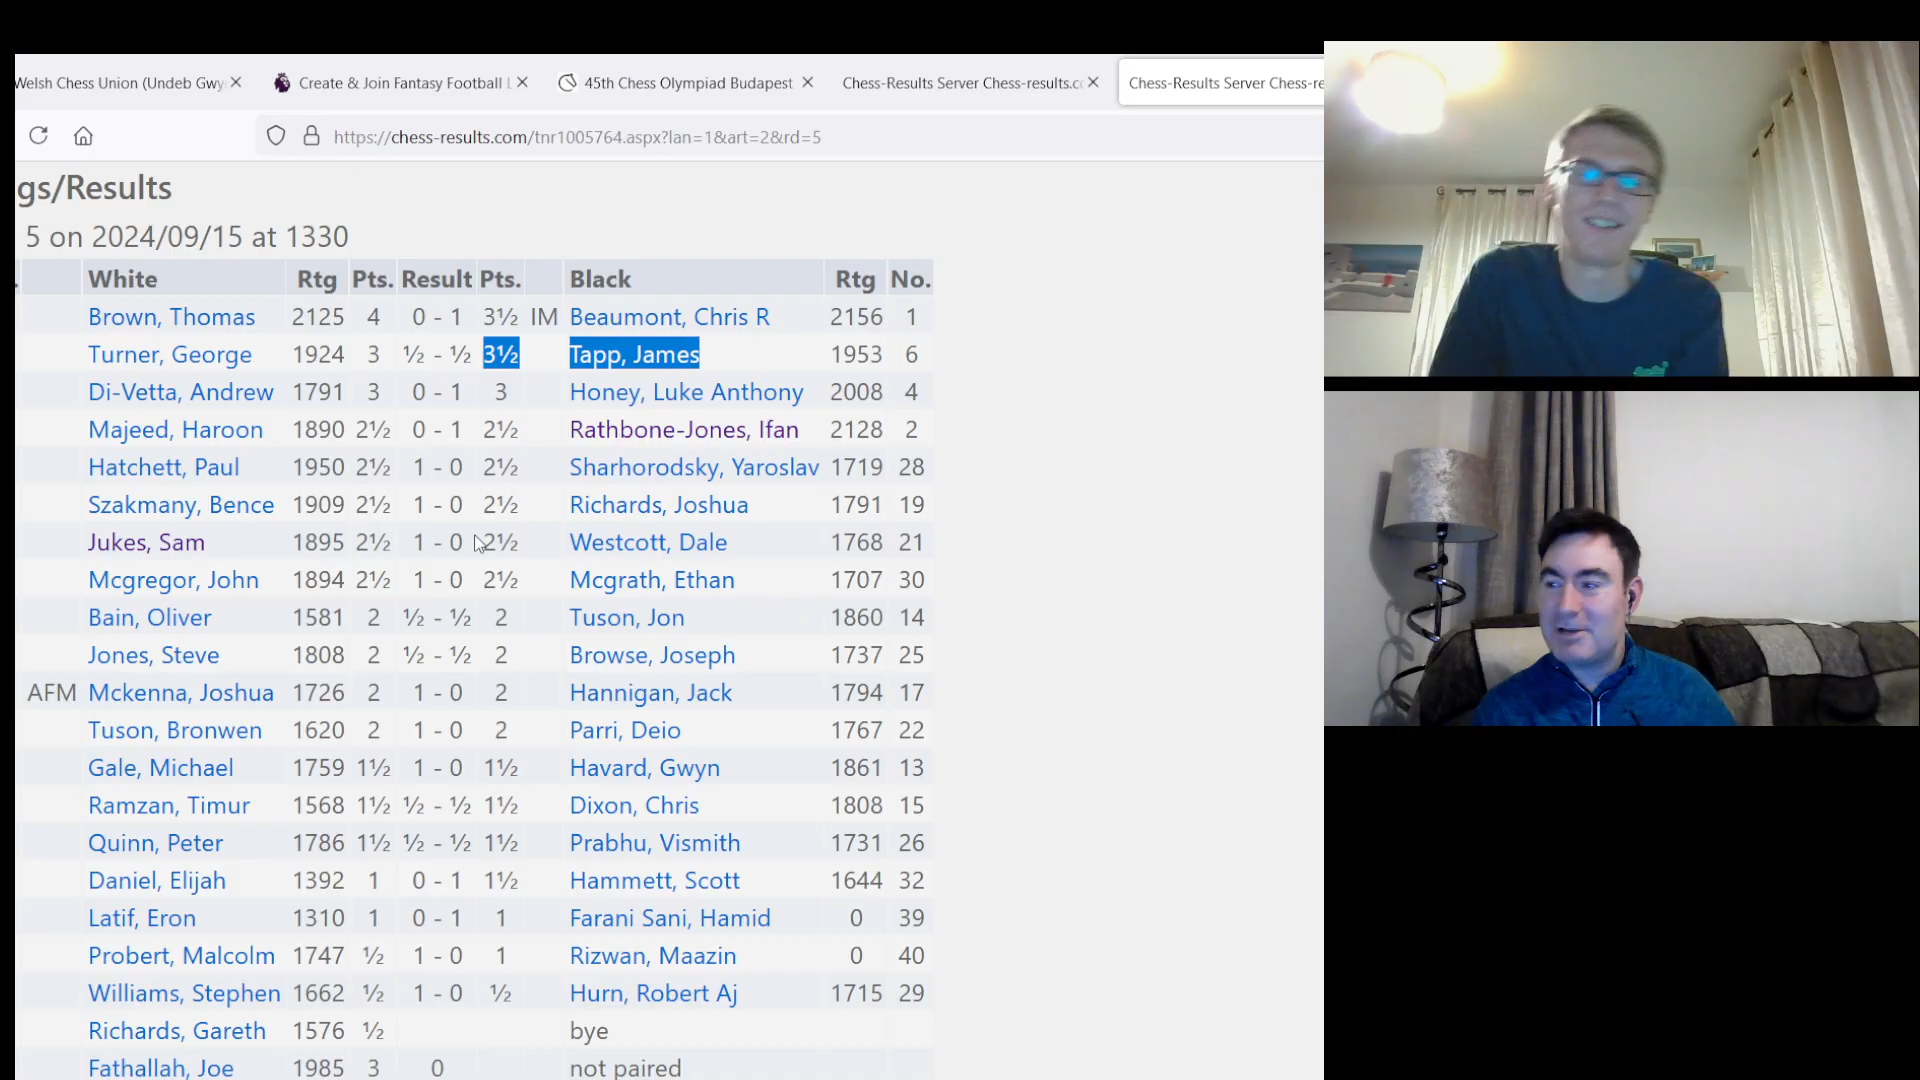 Welsh Chess Union (Undeb Gwy
Create & Join Fantasy Football L
45th Chess Olympiad Budapest
Chess-Results Server Chess-results.c
Chess-Results Server Chess-re
https://chess-results.com/tnr1005764.aspx?lan=1&art=2&rd=5
gs/Results
5 on 2024/09/15 at 1330
. White Rtg Pts. Result Pts. Black Rtg No.
Brown, Thomas 2125 4 0 - 1 3½ IM Beaumont, Chris R 2156 1
Turner, George 1924 3 ½ - ½ 3½ Tapp, James 1953 6
Di-Vetta, Andrew 1791 3 0 - 1 3 Honey, Luke Anthony 2008 4
Majeed, Haroon 1890 2½ 0 - 1 2½ Rathbone-Jones, Ifan 2128 2
Hatchett, Paul 1950 2½ 1 - 0 2½ Sharhorodsky, Yaroslav 1719 28
Szakmany, Bence 1909 2½ 1 - 0 2½ Richards, Joshua 1791 19
Jukes, Sam 1895 2½ 1 - 0 2½ Westcott, Dale 1768 21
Mcgregor, John 1894 2½ 1 - 0 2½ Mcgrath, Ethan 1707 30
Bain, Oliver 1581 2 ½ - ½ 2 Tuson, Jon 1860 14
Jones, Steve 1808 2 ½ - ½ 2 Browse, Joseph 1737 25
AFM Mckenna, Joshua 1726 2 1 - 0 2 Hannigan, Jack 1794 17
Tuson, Bronwen 1620 2 1 - 0 2 Parri, Deio 1767 22
Gale, Michael 1759 1½ 1 - 0 1½ Havard, Gwyn 1861 13
Ramzan, Timur 1568 1½ ½ - ½ 1½ Dixon, Chris 1808 15
Quinn, Peter 1786 1½ ½ - ½ 1½ Prabhu, Vismith 1731 26
Daniel, Elijah 1392 1 0 - 1 1½ Hammett, Scott 1644 32
Latif, Eron 1310 1 0 - 1 1 Farani Sani, Hamid 0 39
Probert, Malcolm 1747 ½ 1 - 0 1 Rizwan, Maazin 0 40
Williams, Stephen 1662 ½ 1 - 0 ½ Hurn, Robert Aj 1715 29
Richards, Gareth 1576 ½ bye
Fathallah, Joe 1985 3 0 not paired